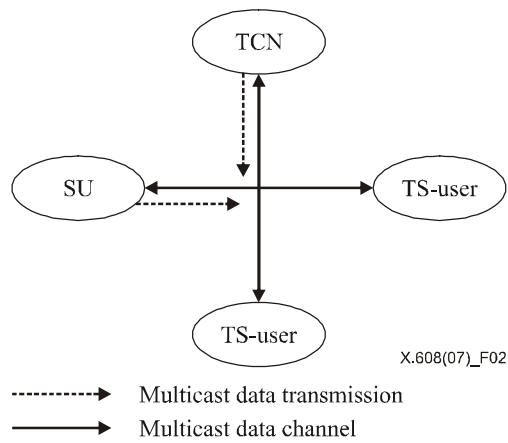 TCN
SU
TS-user
TS-user
X.608(07)_F02
Multicast data transmission
Multicast data channel